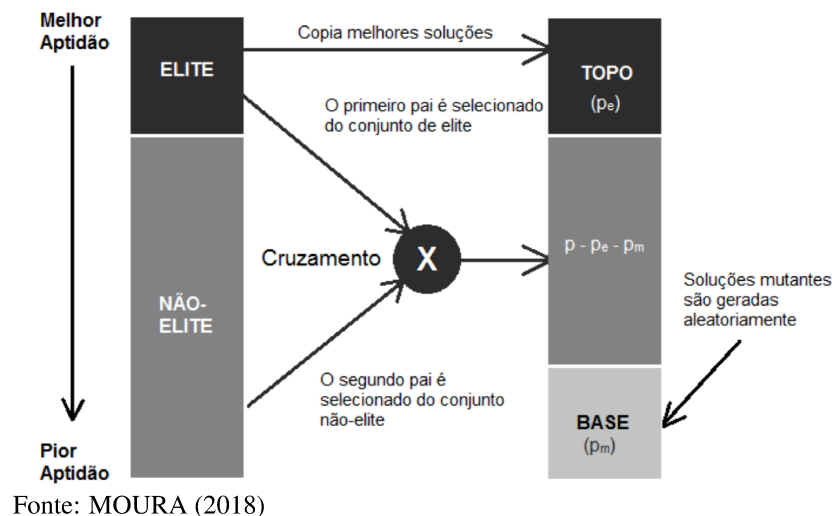 Melhor
Aptidão
ELITE
Copia melhores soluções
TOPO
(pe)
O primeiro pai é selecionado
do conjunto de elite
Cruzamento
X
p - pe - pm
Soluções mutantes
são geradas
aleatoriamente
NÃO-
ELITE
O segundo pai é
selecionado do conjunto
não-elite
BASE
(pm)
Pior
Aptidão
Fonte: MOURA (2018)